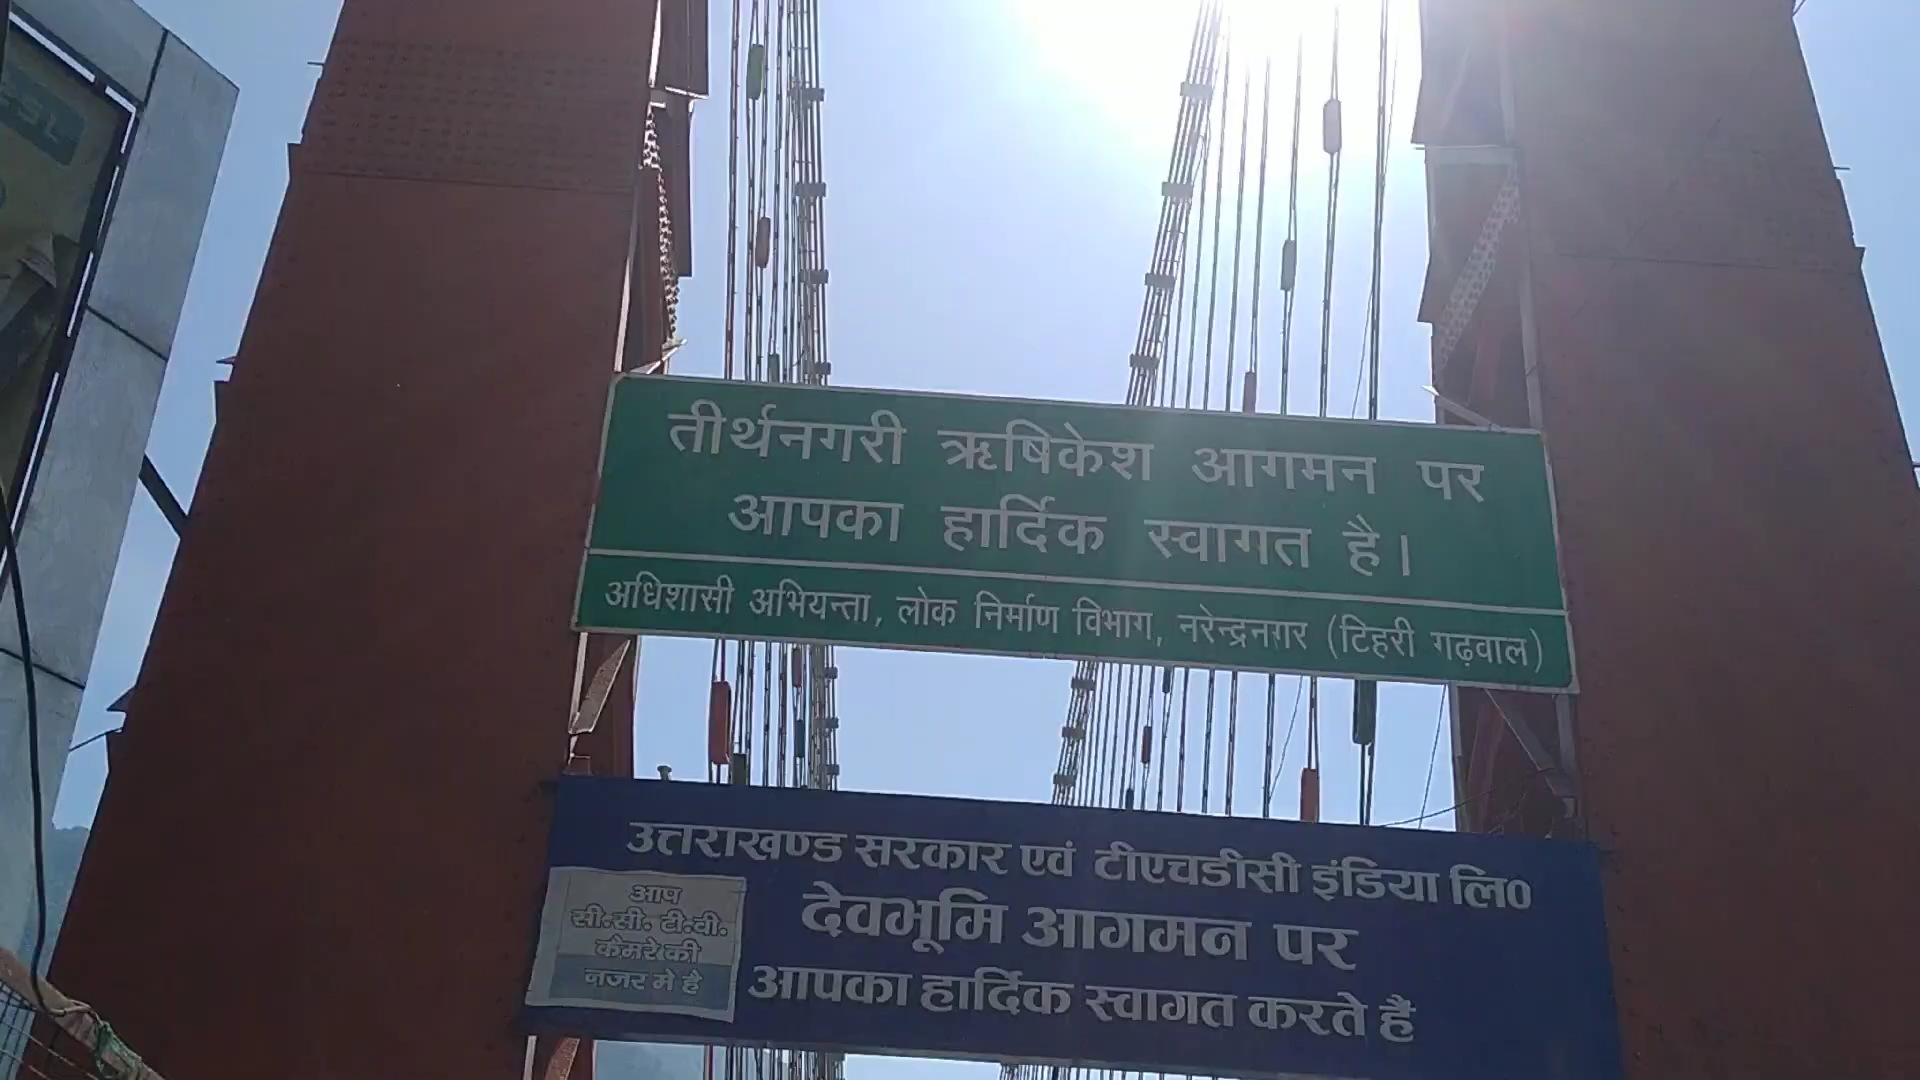 तीर्थनगरी ऋषिकेश आगमन पर
आपका हार्दिक स्वागत है।
अधिशासी अभियन्ता, लोक निर्माण विभाग, नरेन्द्रनगर (टिहरी गढ़वाल)
उत्तराखण्ड सरकार एवं टीएचडीसी इंडिया लि०
देवभूमि आगमन पर
आपका हार्दिक स्वागत करते हैं
आप
सी.सी. टी.वी.
केमरे की
नजर मे है